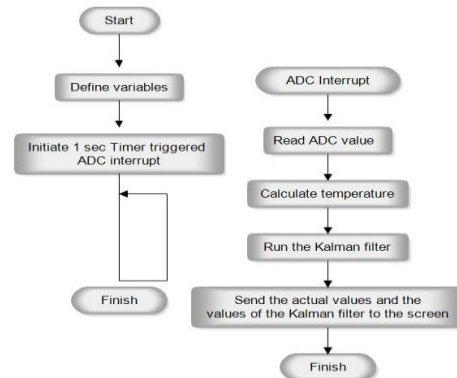 Start
Define variables
Initiate 1 sec Timer triggered
ADC interrupt
Finish
ADC Interrupt
Read ADC value
Calculate temperature
Run the Kalman filter
Send the actual values and the
values of the Kalman filter to the screen
Finish